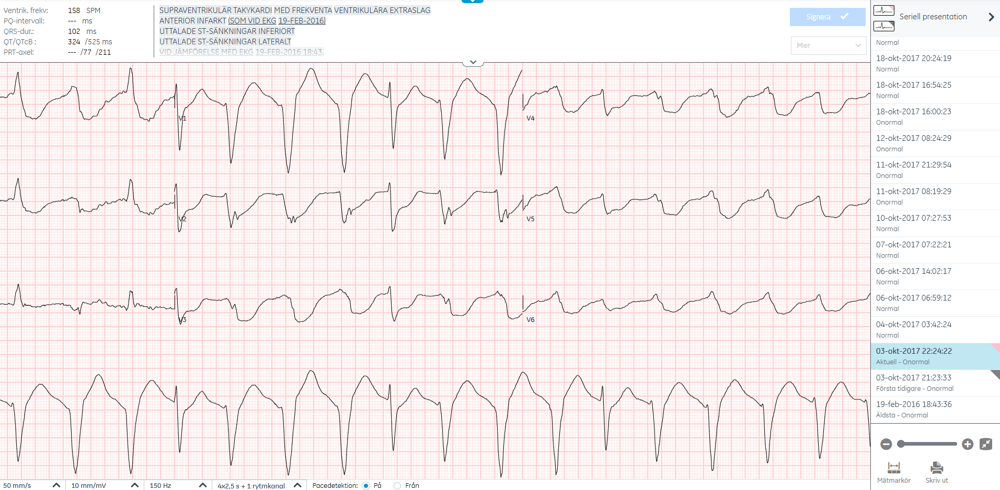 Ventrik. frekv: 158 SPM
PQ-intervall: --- ms
QRS-dur.: 102 ms
QT/QTcB : 324 /525 ms
PRT-axel: --- /77 /211
SUPRAVENTRIKULÄR TAKYKARDI MED FREKVENTA VENTRIKULÄRA EXTRASLAG
ANTERIOR INFARKT (SOM VID EKG 19-FEB-2016)
UTTALADE ST-SÄNKNINGAR INFERIORT
UTTALADE ST-SÄNKNINGAR LATERALT
VID JÄMFÖRELSE MED EKG 19-FEB-2016 18:43,
Signera
Mer
V1
V4
V2
V5
V3
V6
50 mm/s
10 mm/mV
150 Hz
4x2,5 s + 1 rytmkanal
Pacedetektion:
På
Från
Seriell presentation
Normal
18-okt-2017 20:24:19
Normal
18-okt-2017 16:54:25
Normal
18-okt-2017 16:00:23
Onormal
12-okt-2017 08:24:29
Onormal
11-okt-2017 21:29:54
Onormal
11-okt-2017 08:19:29
Onormal
10-okt-2017 07:27:53
Normal
07-okt-2017 07:22:21
Normal
06-okt-2017 14:02:17
Normal
06-okt-2017 06:59:12
Normal
04-okt-2017 03:42:24
Normal
03-okt-2017 22:24:22
Aktuell - Onormal
03-okt-2017 21:23:33
Första tidigare - Onormal
19-feb-2016 18:43:36
Äldsta - Onormal
Mätmarkör
Skriv ut